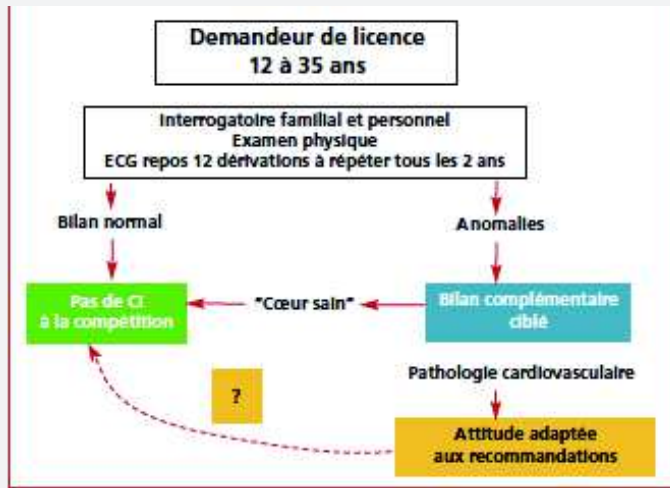 Demandeur de licence
12 à 35 ans
Interrogatoire familial et personnel
Examen physique
ECG repos 12 dérivations à répéter tous les 2 ans
Bilan normal
Anomalies
Pas de CI
à la compétition
"Cœur sain"
Bilan complémentaire
ciblé
Pathologie cardiovasculaire
?
Attitude adaptée
aux recommandations